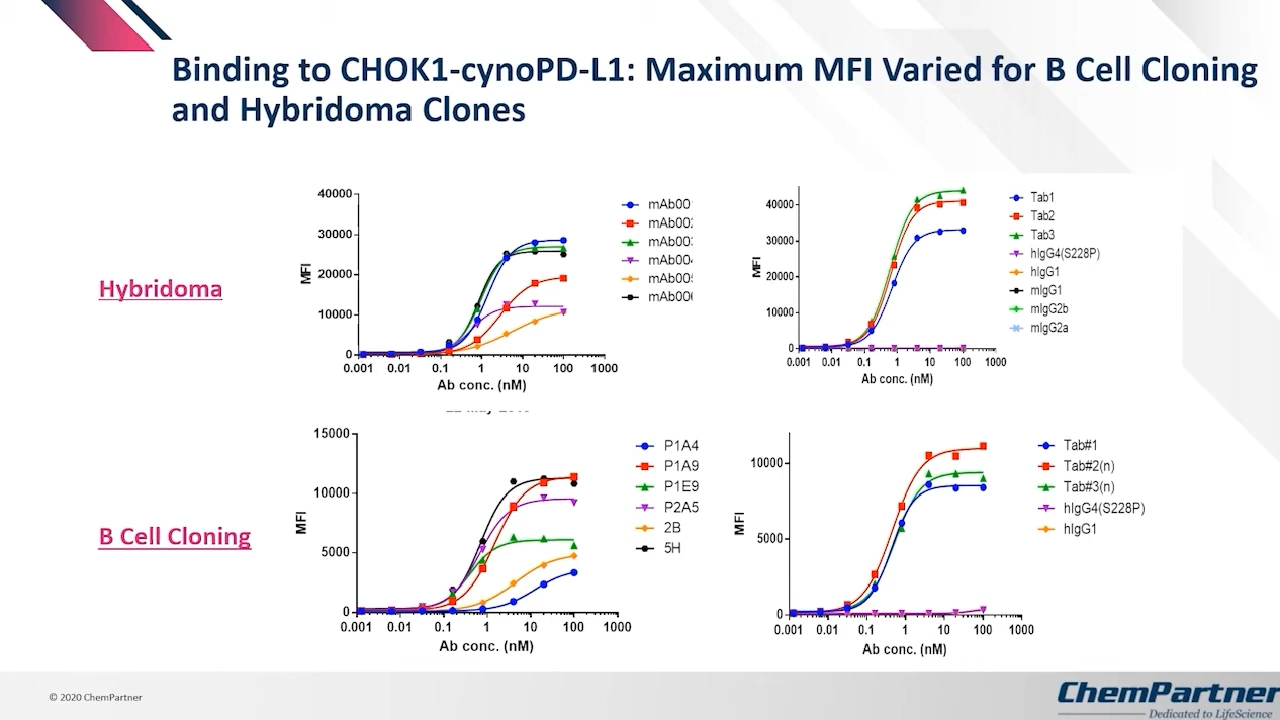 Binding to CHOK1-cynoPD-L1: Maximum MFI Varied for B Cell Cloning
and Hybridoma Clones
Hybridoma
40000
30000
20000
10000
0
MFI
0.001 0.01 0.1 1 10 100 1000
Ab conc. (nM)
mAb00
mAb00
mAb00
mAb00
mAb00
mAb00
40000
30000
20000
10000
0
MFI
0.001 0.01 0.1 1 10 100 1000
Ab conc. (nM)
Tab1
Tab2
Tab3
hIgG4(S228P)
hIgG1
mIgG1
mIgG2b
mIgG2a
B Cell Cloning
15000
10000
5000
0
MFI
0.001 0.01 0.1 1 10 100 1000
Ab conc. (nM)
P1A4
P1A9
P1E9
P2A5
2B
5H
10000
5000
0
MFI
0.001 0.01 0.1 1 10 100 1000
Ab conc. (nM)
Tab#1
Tab#2(n)
Tab#3(n)
hIgG4(S228P)
hIgG1
© 2020 ChemPartner
ChemPartner
Dedicated to LifeScience